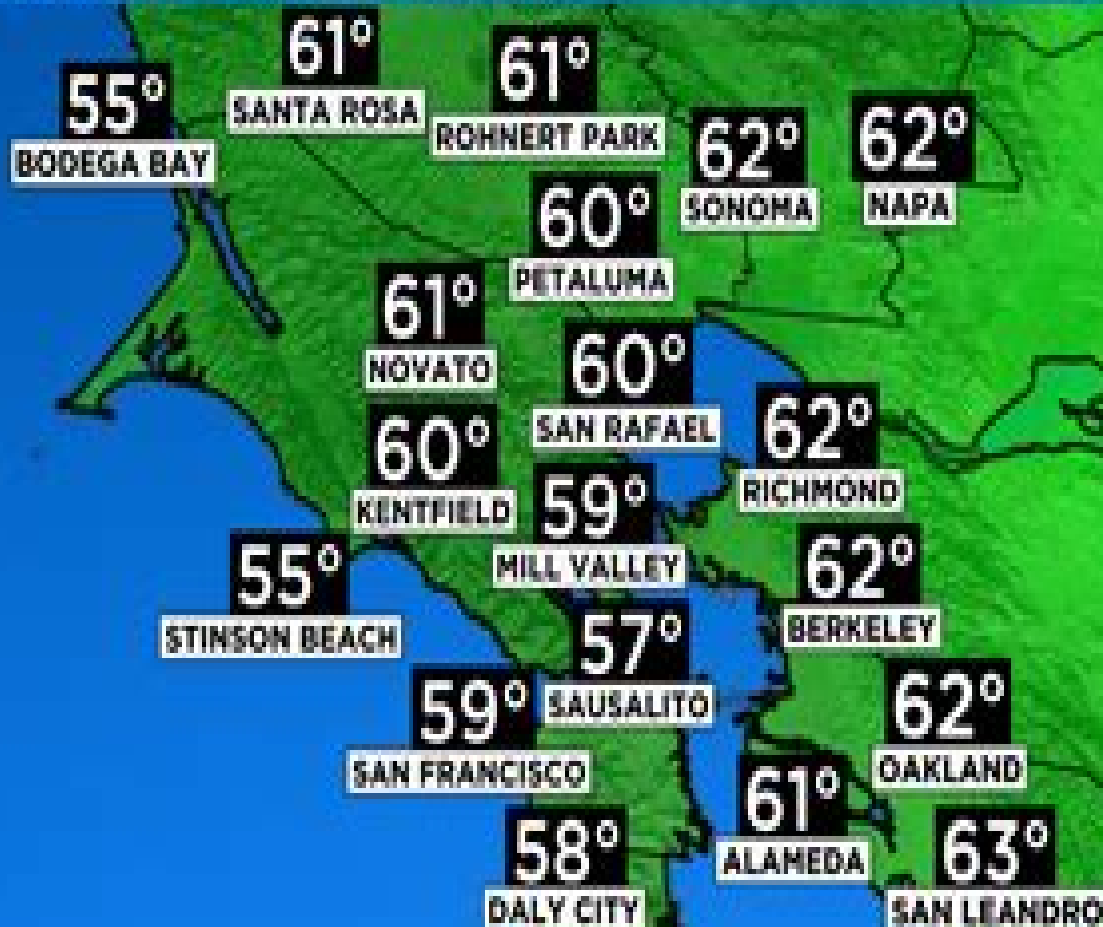 61°
SANTA ROSA
61°
ROHNERT PARK
55°
BODEGA BAY
62°
SONOMA
62°
NAPA
60°
PETALUMA
61°
NOVATO
60°
SAN RAFAEL
62°
RICHMOND
60°
KENTFIELD
59°
MILL VALLEY
55°
STINSON BEACH
62°
BERKELEY
57°
SAUSALITO
59°
SAN FRANCISCO
62°
OAKLAND
61°
ALAMEDA
58°
DALY CITY
63°
SAN LEANDRO